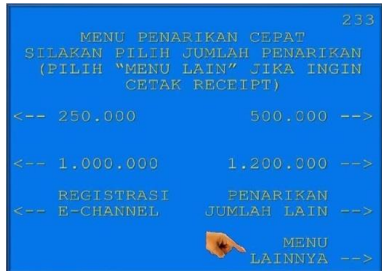 233
MENU PENARIKAN CEPAT
SILAKAN PILIH JUMLAH PENARIKAN
(PILIH "MENU LAIN" JIKA INGIN
CETAK RECEIPT)
<-- 250.000 500.000 -->
<-- 1.000.000 1.200.000 -->
REGISTRASI PENARIKAN
<-- E-CHANNEL JUMLAH LAIN -->
MENU
LAINNYA -->